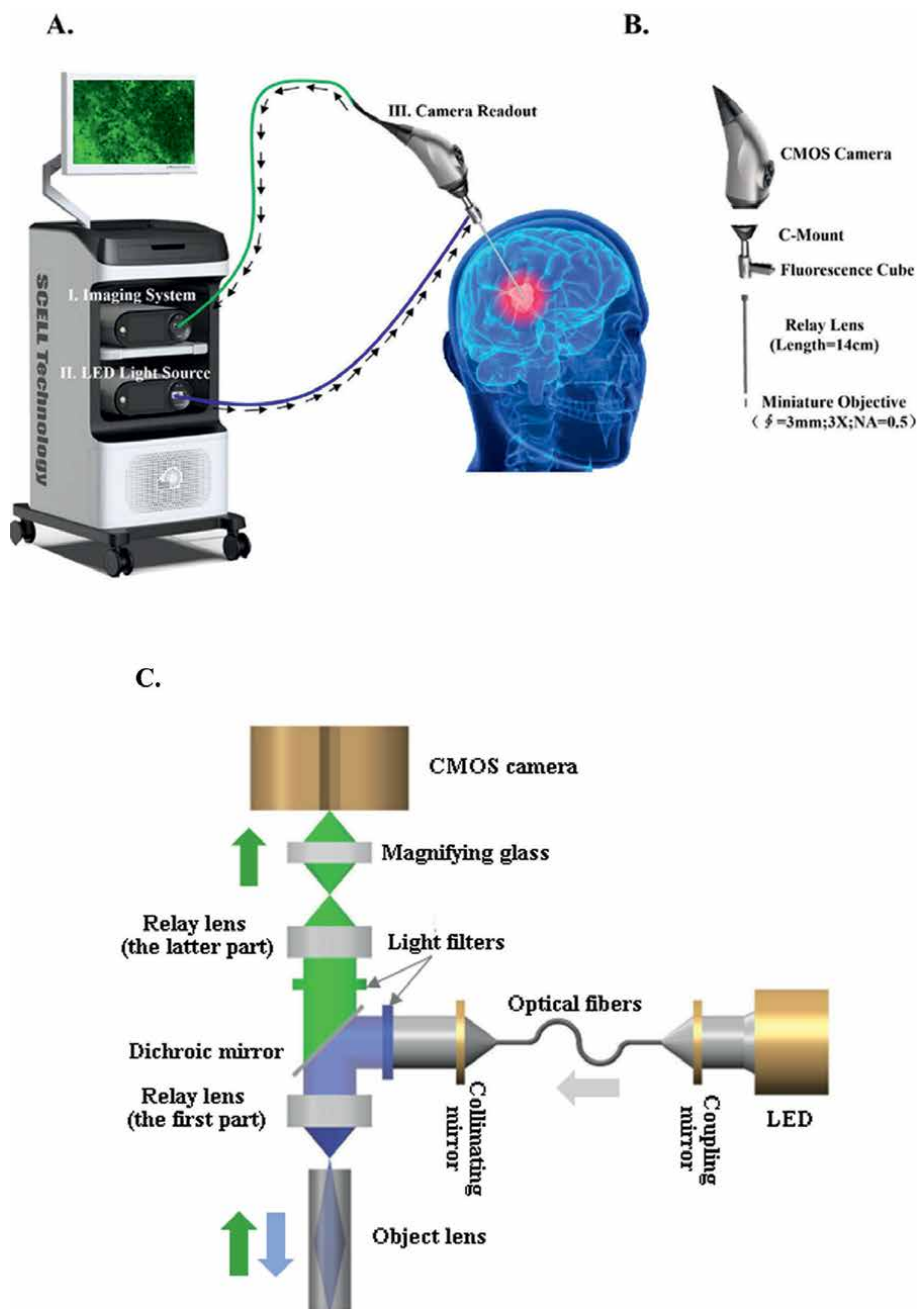 A.
B.
III. Camera Readout
CMOS Camera
C-Mount
Fluorescence Cube
I. Imaging System
SCELL Technology
II. LED Light Source
Relay Lens
(Length=14cm)
Miniature Objective
( ∮=3mm;3X;NA=0.5)
C.
CMOS camera
Magnifying glass
Relay lens
(the latter part)
Light filters
Optical fibers
Dichroic mirror
Relay lens
(the first part)
Collimating
mirror
Coupling
mirror
LED
Object lens